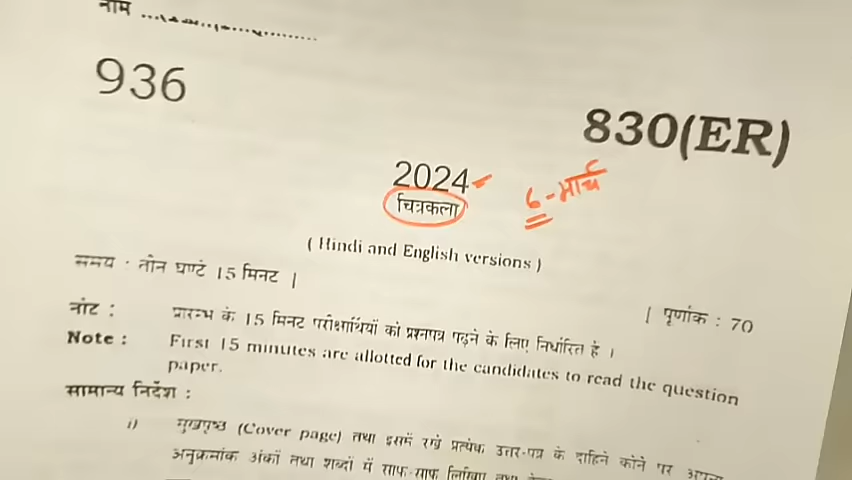 नाम ........................
936
830(ER)
2024
6-मार्च
चित्रकला
( Hindi and English versions )
समय : तीन घण्टे 15 मिनट ]
[ पूर्णांक : 70
नोट : प्रारम्भ के 15 मिनट परीक्षार्थियों को प्रश्नपत्र पढ़ने के लिए निर्धारित है ।
Note : First 15 minutes are allotted for the candidates to read the question
paper.
सामान्य निर्देश :
i) मुखपृष्ठ (Cover page) तथा इसमें रखे प्रत्येक उत्तर-पत्र के दाहिने कोने पर अपना
अनुक्रमांक अंकों तथा शब्दों में साफ-साफ लिखिए तथा